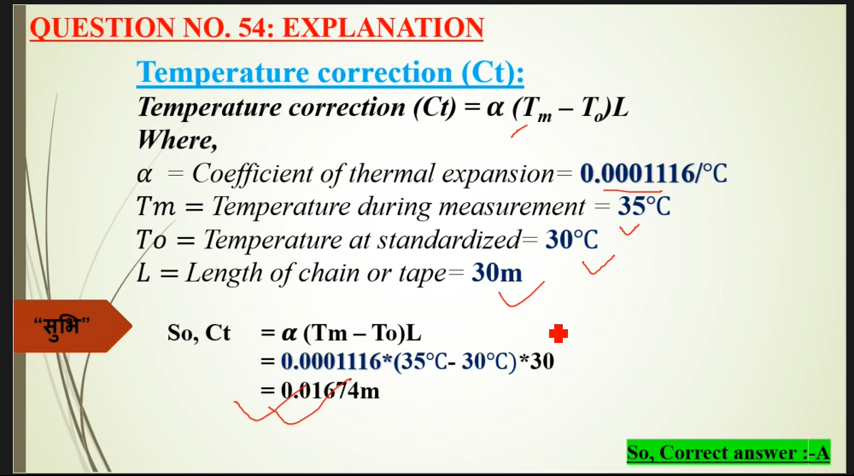 QUESTION NO. 54: EXPLANATION
Temperature correction (Ct):
Temperature correction (Ct) = α (Tm – To)L
Where,
α = Coefficient of thermal expansion= 0.0001116/°C
Tm = Temperature during measurement = 35°C
To = Temperature at standardized= 30°C
L = Length of chain or tape= 30m
“सुभि”
So, Ct = α (Tm – To)L
= 0.0001116*(35°C- 30°C)*30
= 0.01674m
So, Correct answer :-A